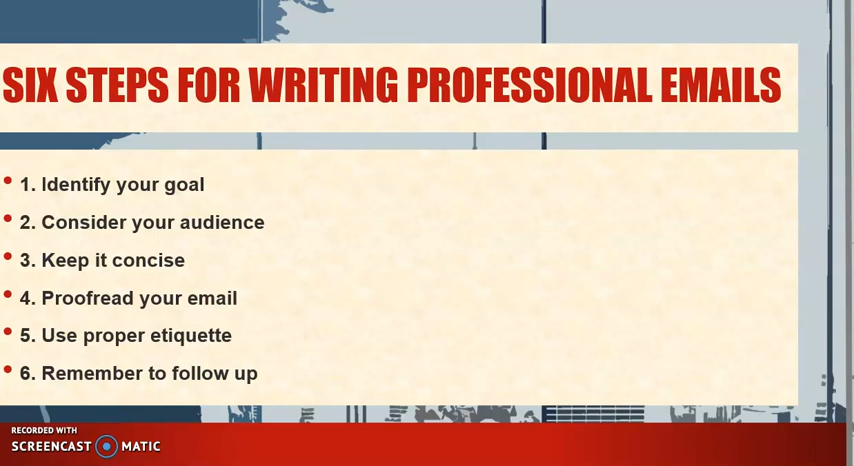 SIX STEPS FOR WRITING PROFESSIONAL EMAILS
• 1. Identify your goal
• 2. Consider your audience
• 3. Keep it concise
• 4. Proofread your email
• 5. Use proper etiquette
• 6. Remember to follow up
RECORDED WITH
SCREENCAST MATIC